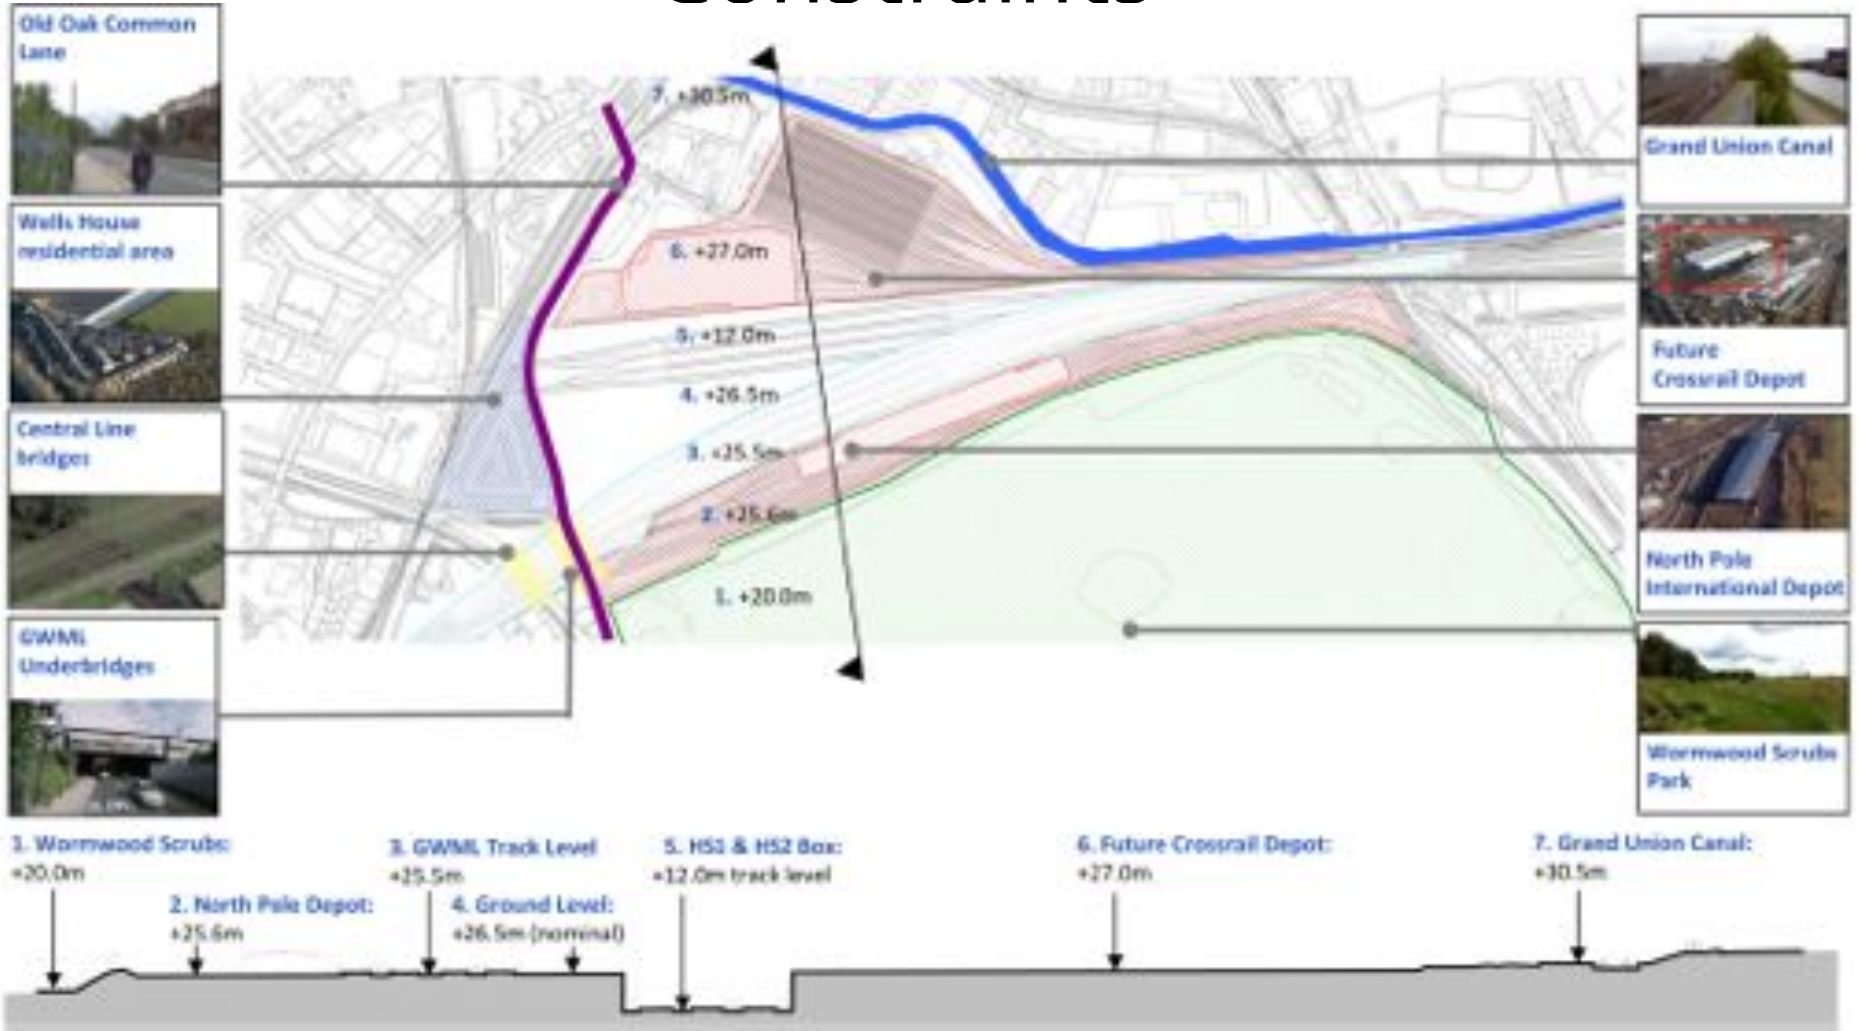 Constraints
Old Oak Common
Lane
Wells House
residential area
Central Line
bridges
GWML
Underbridges
7. +30.5m
6. +27.0m
5. +12.0m
4. +26.5m
3. +25.5m
2. +25.6m
1. +20.0m
Grand Union Canal
Future
Crossrail Depot
North Pole
International Depot
Wormwood Scrubs
Park
1. Wormwood Scrubs:
+20.0m
2. North Pole Depot:
+25.6m
3. GWML Track Level
+25.5m
4. Ground Level:
+26.5m (nominal)
5. HS1 & HS2 Box:
+12.0m track level
6. Future Crossrail Depot:
+27.0m
7. Grand Union Canal:
+30.5m